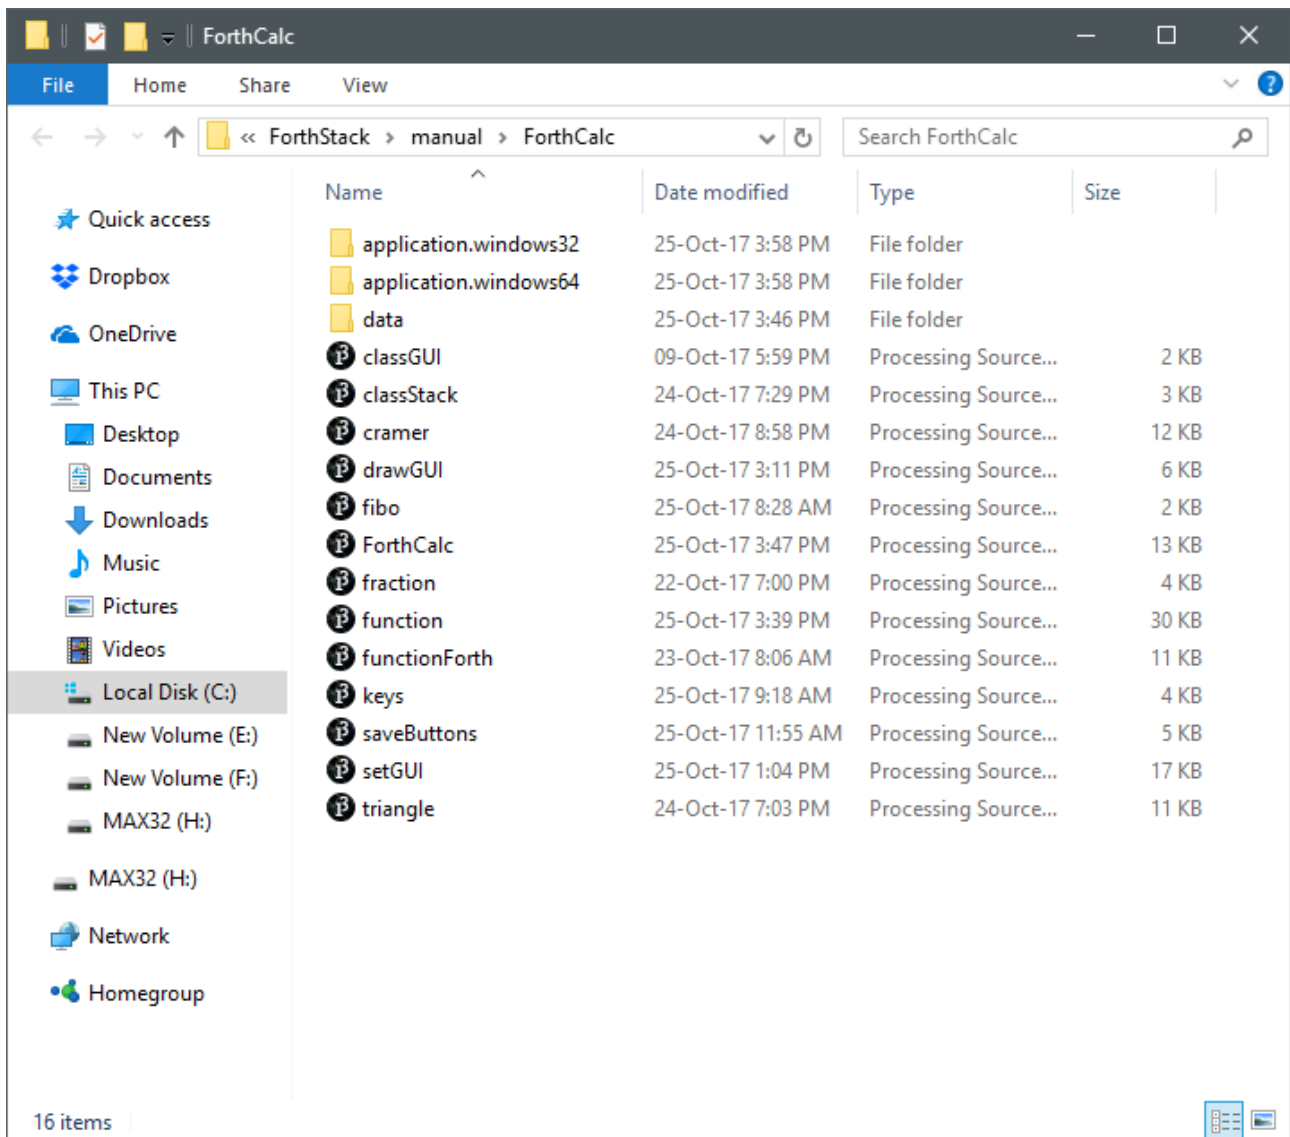 ForthCalc
File Home Share View
« ForthStack › manual › ForthCalc Search ForthCalc
Name Date modified Type Size
Quick access
Dropbox
OneDrive
This PC
Desktop
Documents
Downloads
Music
Pictures
Videos
Local Disk (C:)
New Volume (E:)
New Volume (F:)
MAX32 (H:)
MAX32 (H:)
Network
Homegroup
application.windows32 25-Oct-17 3:58 PM File folder
application.windows64 25-Oct-17 3:58 PM File folder
data 25-Oct-17 3:46 PM File folder
classGUI 09-Oct-17 5:59 PM Processing Source... 2 KB
classStack 24-Oct-17 7:29 PM Processing Source... 3 KB
cramer 24-Oct-17 8:58 PM Processing Source... 12 KB
drawGUI 25-Oct-17 3:11 PM Processing Source... 6 KB
fibo 25-Oct-17 8:28 AM Processing Source... 2 KB
ForthCalc 25-Oct-17 3:47 PM Processing Source... 13 KB
fraction 22-Oct-17 7:00 PM Processing Source... 4 KB
function 25-Oct-17 3:39 PM Processing Source... 30 KB
functionForth 23-Oct-17 8:06 AM Processing Source... 11 KB
keys 25-Oct-17 9:18 AM Processing Source... 4 KB
saveButtons 25-Oct-17 11:55 AM Processing Source... 5 KB
setGUI 25-Oct-17 1:04 PM Processing Source... 17 KB
triangle 24-Oct-17 7:03 PM Processing Source... 11 KB
16 items